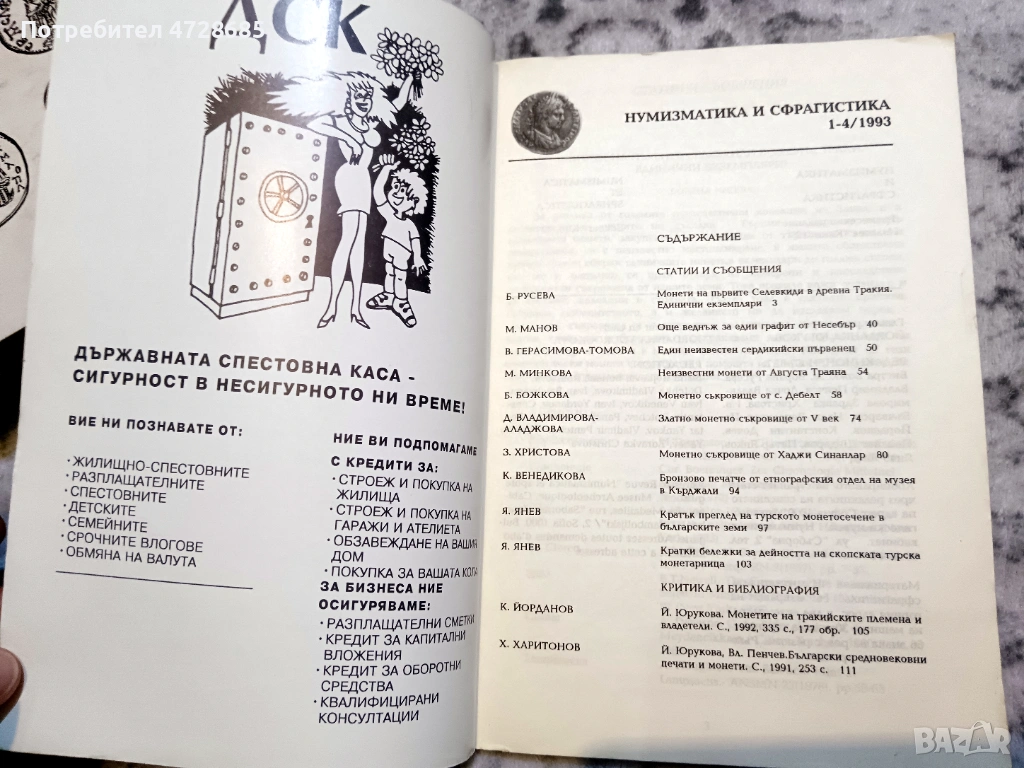 Потребител 4728685
ДСК
ДЪРЖАВНАТА СПЕСТОВНА КАСА -
СИГУРНОСТ В НЕСИГУРНОТО НИ ВРЕМЕ!
ВИЕ НИ ПОЗНАВАТЕ ОТ:
· ЖИЛИЩНО-СПЕСТОВНИТЕ
· РАЗПЛАЩАТЕЛНИТЕ
· СПЕСТОВНИТЕ
· ДЕТСКИТЕ
· СЕМЕЙНИТЕ
· СРОЧНИТЕ ВЛОГОВЕ
· ОБМЯНА НА ВАЛУТА
НИЕ ВИ ПОДПОМАГАМЕ
С КРЕДИТИ ЗА:
· СТРОЕЖ И ПОКУПКА НА
ЖИЛИЩА
· СТРОЕЖ И ПОКУПКА НА
ГАРАЖИ И АТЕЛИЕТА
· ОБЗАВЕЖДАНЕ НА ВАШИЯ
ДОМ
· ПОКУПКА ЗА ВАШАТА КОЛА
ЗА БИЗНЕСА НИЕ
ОСИГУРЯВАМЕ:
· РАЗПЛАЩАТЕЛНИ СМЕТКИ
· КРЕДИТ ЗА КАПИТАЛНИ
ВЛОЖЕНИЯ
· КРЕДИТ ЗА ОБОРОТНИ
СРЕДСТВА
· КВАЛИФИЦИРАНИ
КОНСУЛТАЦИИ
НУМИЗМАТИКА И СФРАГИСТИКА
1-4/1993
СЪДЪРЖАНИЕ
СТАТИИ И СЪОБЩЕНИЯ
Б. РУСЕВА Монети на първите Селевкиди в древна Тракия.
Единични екземпляри 3
М. МАНОВ Още веднъж за един графит от Несебър 40
В. ГЕРАСИМОВА-ТОМОВА Един неизвестен сердикийски първенец 50
М. МИНКОВА Неизвестни монети от Августа Траяна 54
Б. БОЖКОВА Монетно съкровище от с. Дебелт 58
Д. ВЛАДИМИРОВА- Златно монетно съкровище от V век 74
АЛАДЖОВА
З. ХРИСТОВА Монетно съкровище от Хаджи Синанлар 80
К. ВЕНЕДИКОВА Бронзово печатче от етнографския отдел на музея
в Кърджали 94
Я. ЯНЕВ Кратък преглед на турското монетосечене в
българските земи 97
Я. ЯНЕВ Кратки бележки за дейността на скопската турска
монетарница 103
КРИТИКА И БИБЛИОГРАФИЯ
К. ЙОРДАНОВ Й. Юрукова. Монетите на тракийските племена и
владетели. С., 1992, 335 с., 177 обр. 105
Х. ХАРИТОНОВ Й. Юрукова, Вл. Пенчев.Български средновековни
печати и монети. С., 1991, 253 с. 111
BAZAR